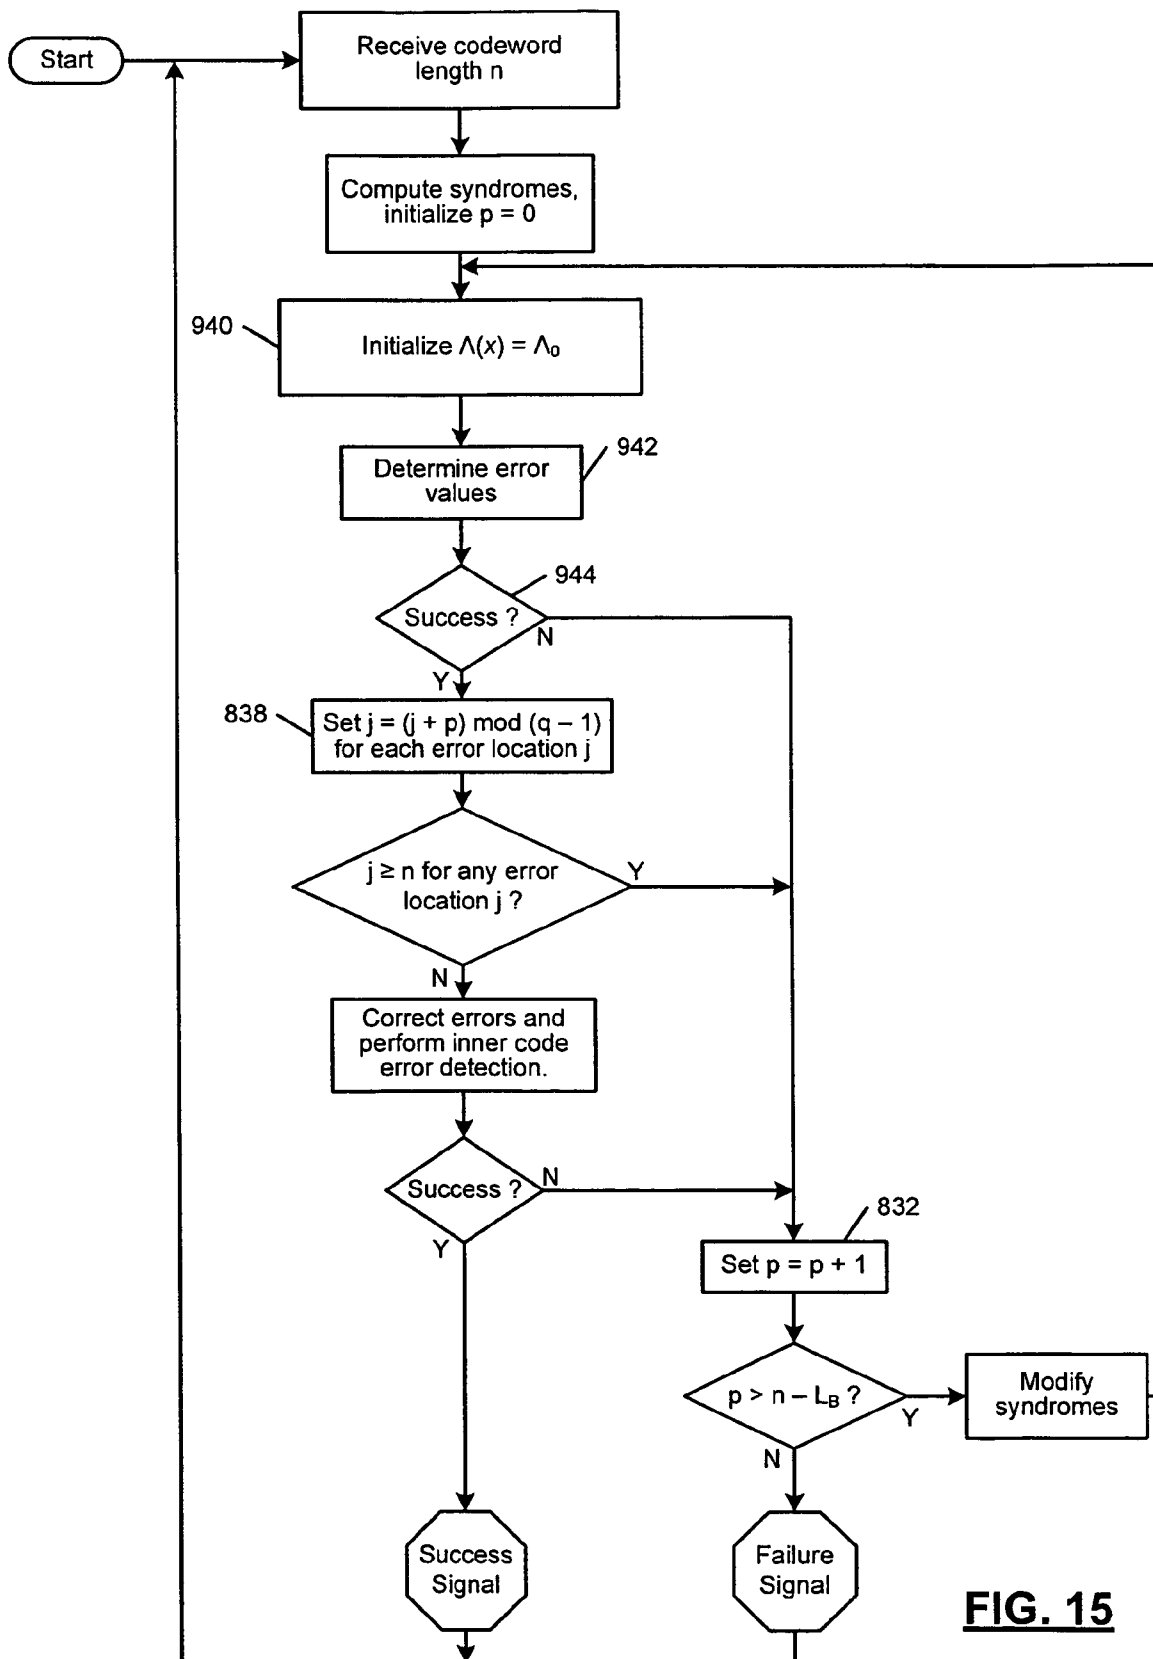 Start
Receive codeword
length n
Compute syndromes,
initialize p = 0
940
Initialize Λ(x) = Λ₀
942
Determine error
values
944
Success ?
N
Y
838
Set j = (j + p) mod (q – 1)
for each error location j
j ≥ n for any error
location j ?
Y
N
Correct errors and
perform inner code
error detection.
Success ?
N
Y
832
Set p = p + 1
p > n – L_B ?
Y
N
Modify
syndromes
Success
Signal
Failure
Signal
FIG. 15